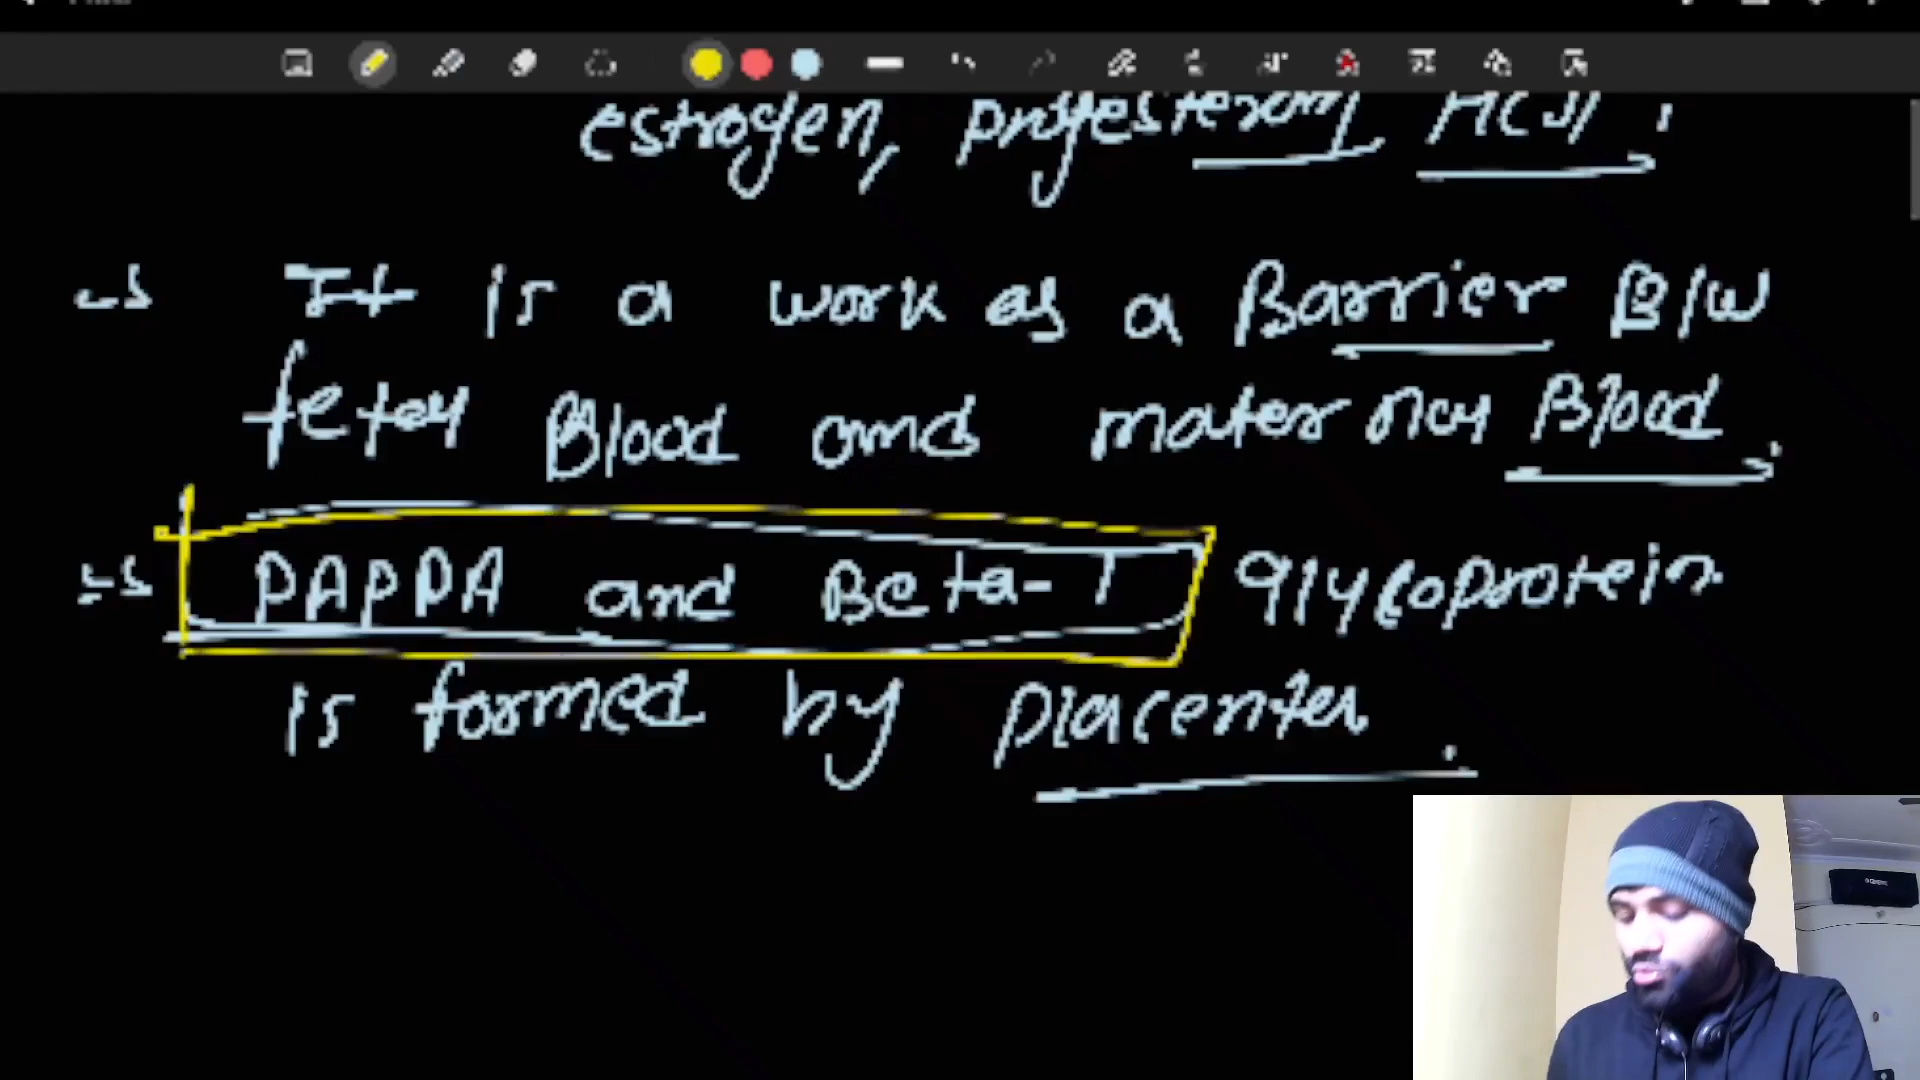 estrogen, progesteron, HCG.
It is a work as a Barrier B/W
fetal Blood and maternal Blood.
PAPPA and Beta-1 glycoprotein
is formed by placenta.